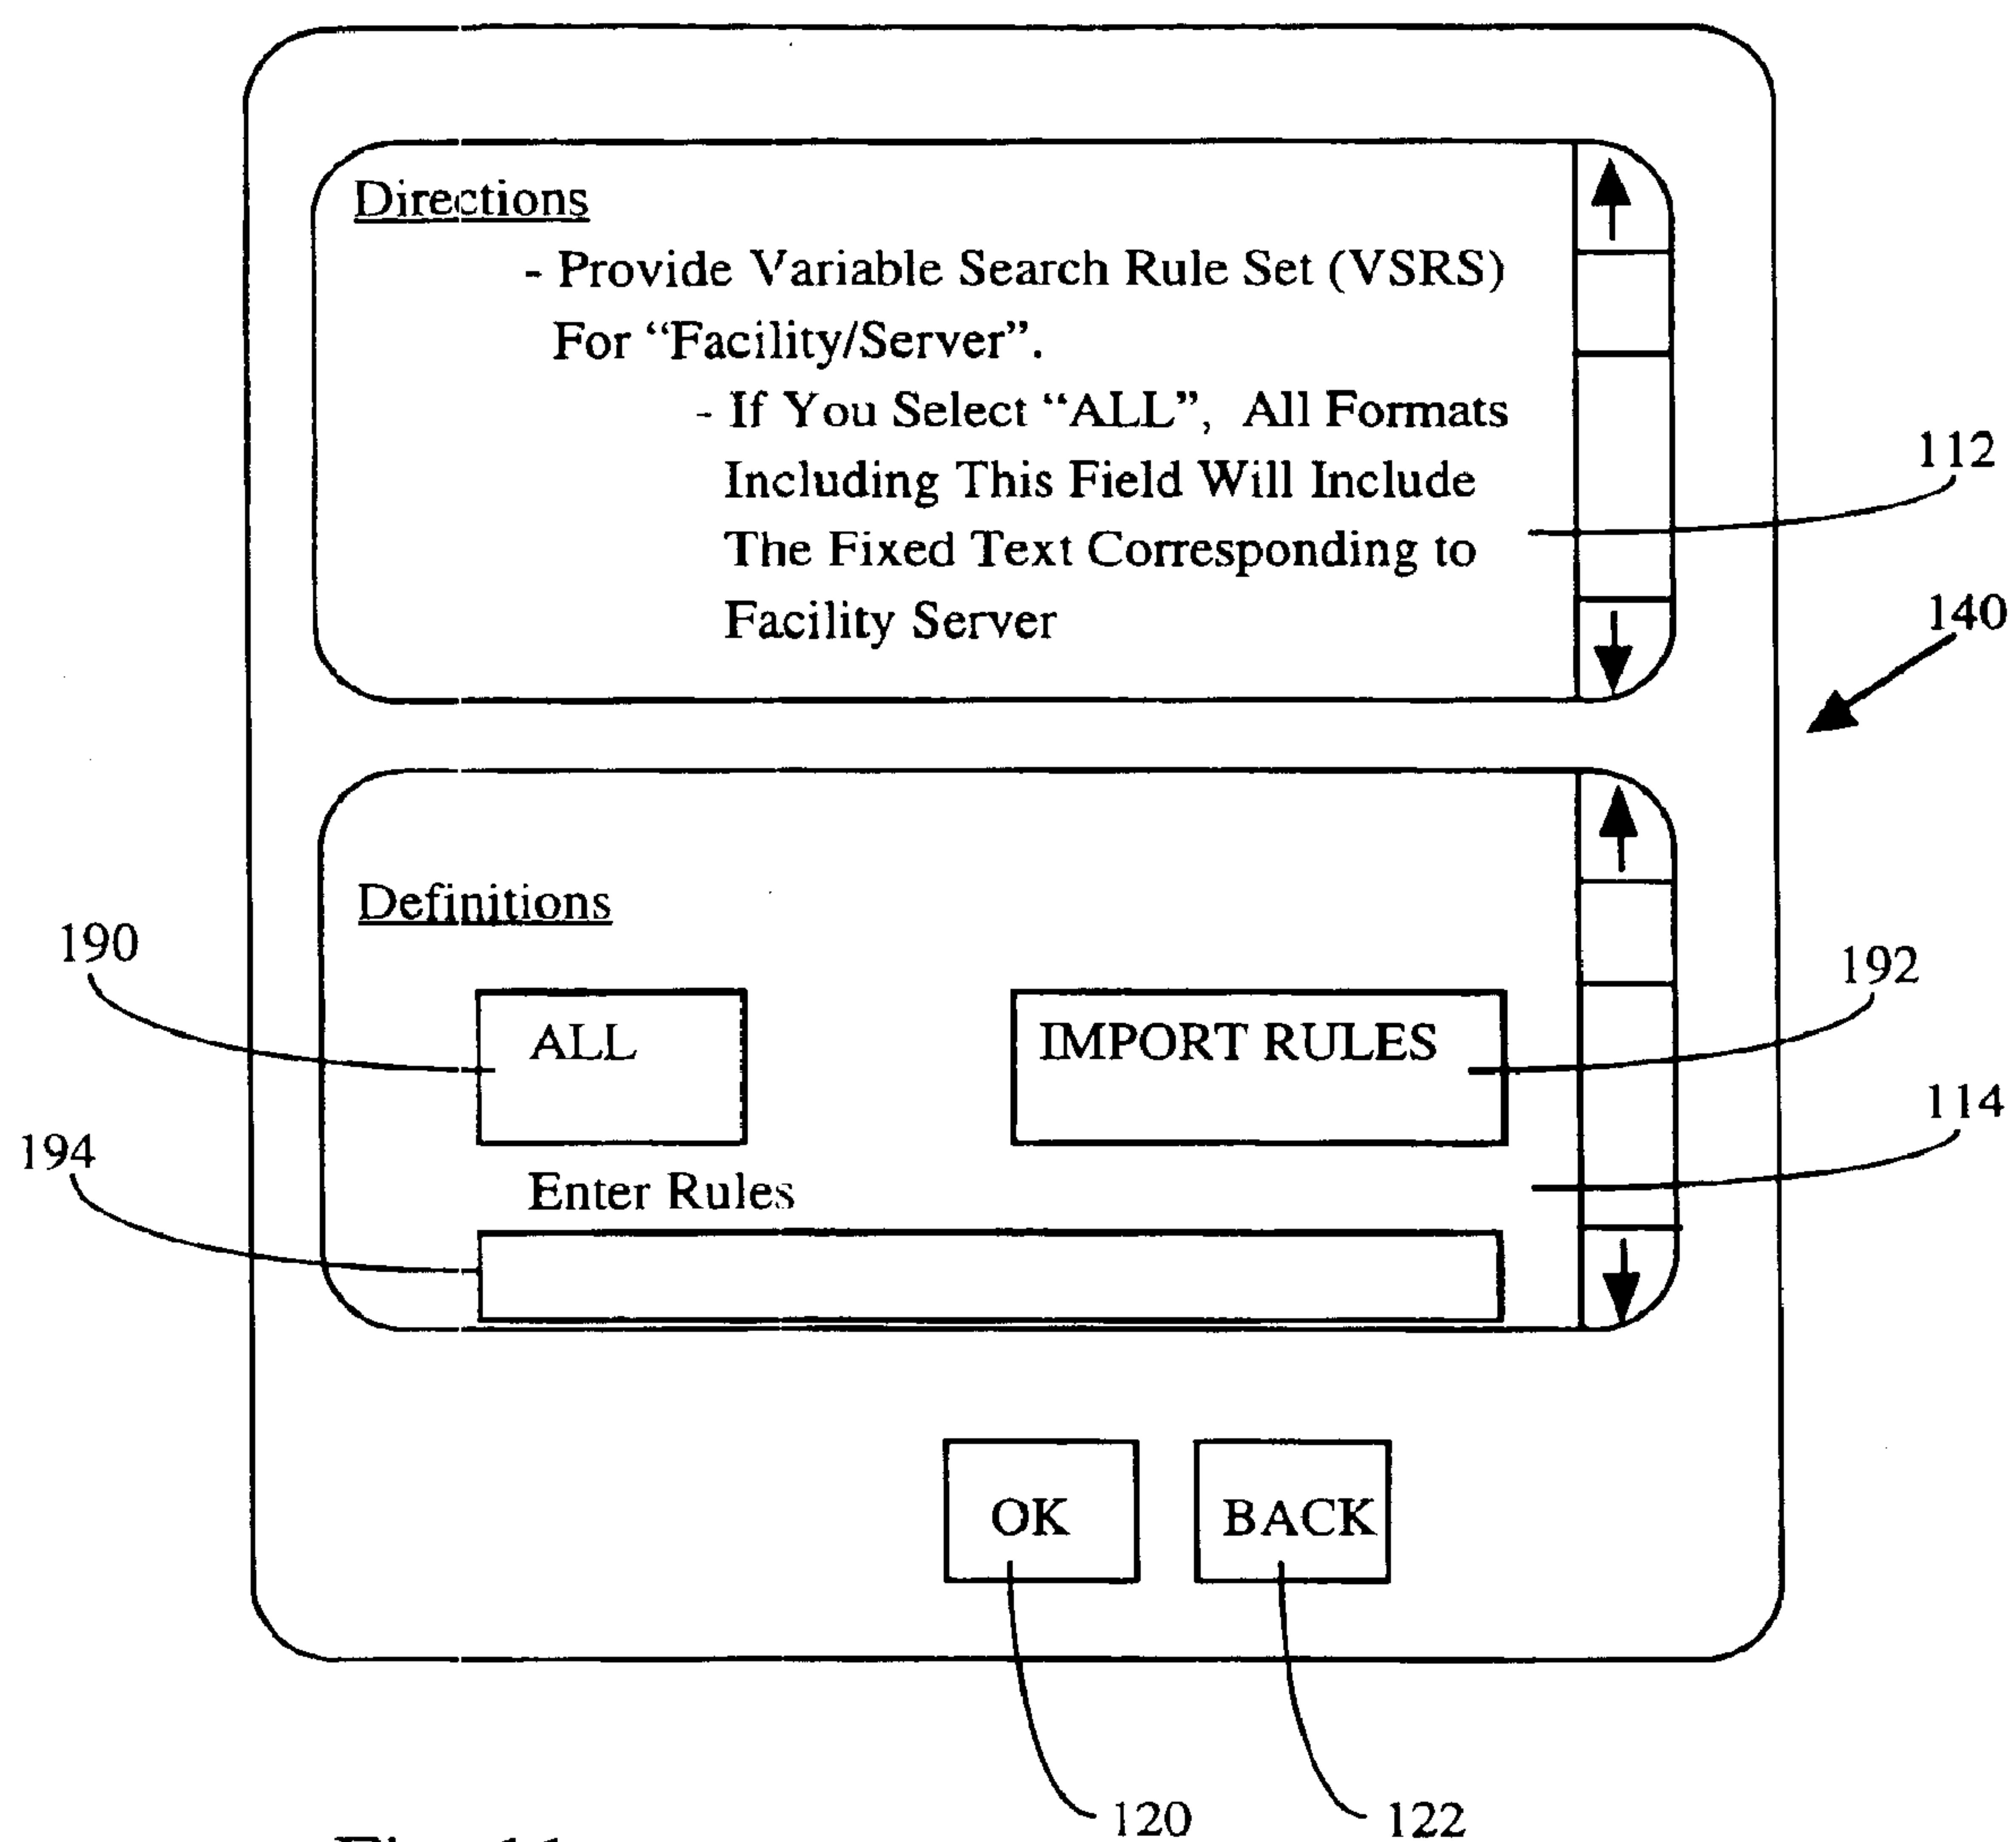 Directions
- Provide Variable Search Rule Set (VSRS)
For “Facility/Server”.
- If You Select “ALL”, All Formats
Including This Field Will Include
The Fixed Text Corresponding to
Facility Server
112
140
Definitions
190
ALL
IMPORT RULES
192
114
194
Enter Rules
OK
BACK
120
122